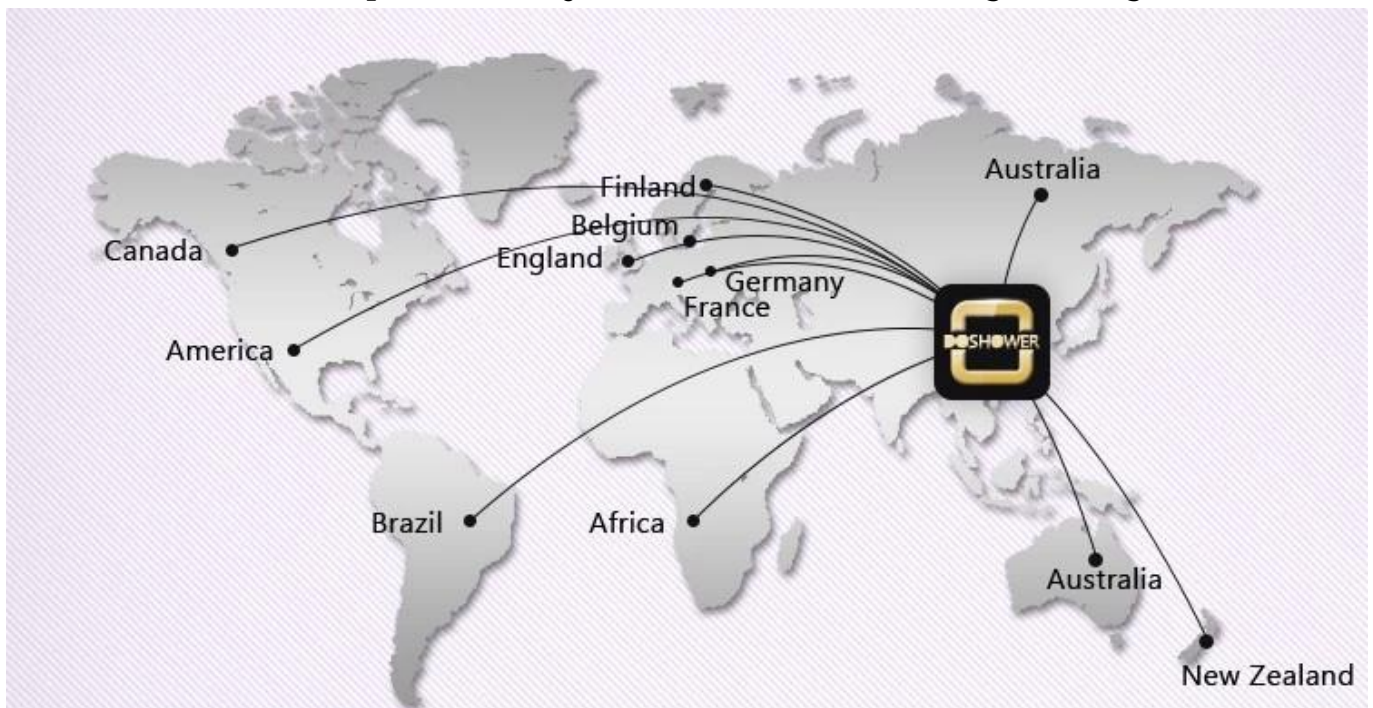 Australia
Finland
Belgium
Canada
England
Germany
France
DOSHOWER
America
Brazil
Africa
Australia
New Zealand